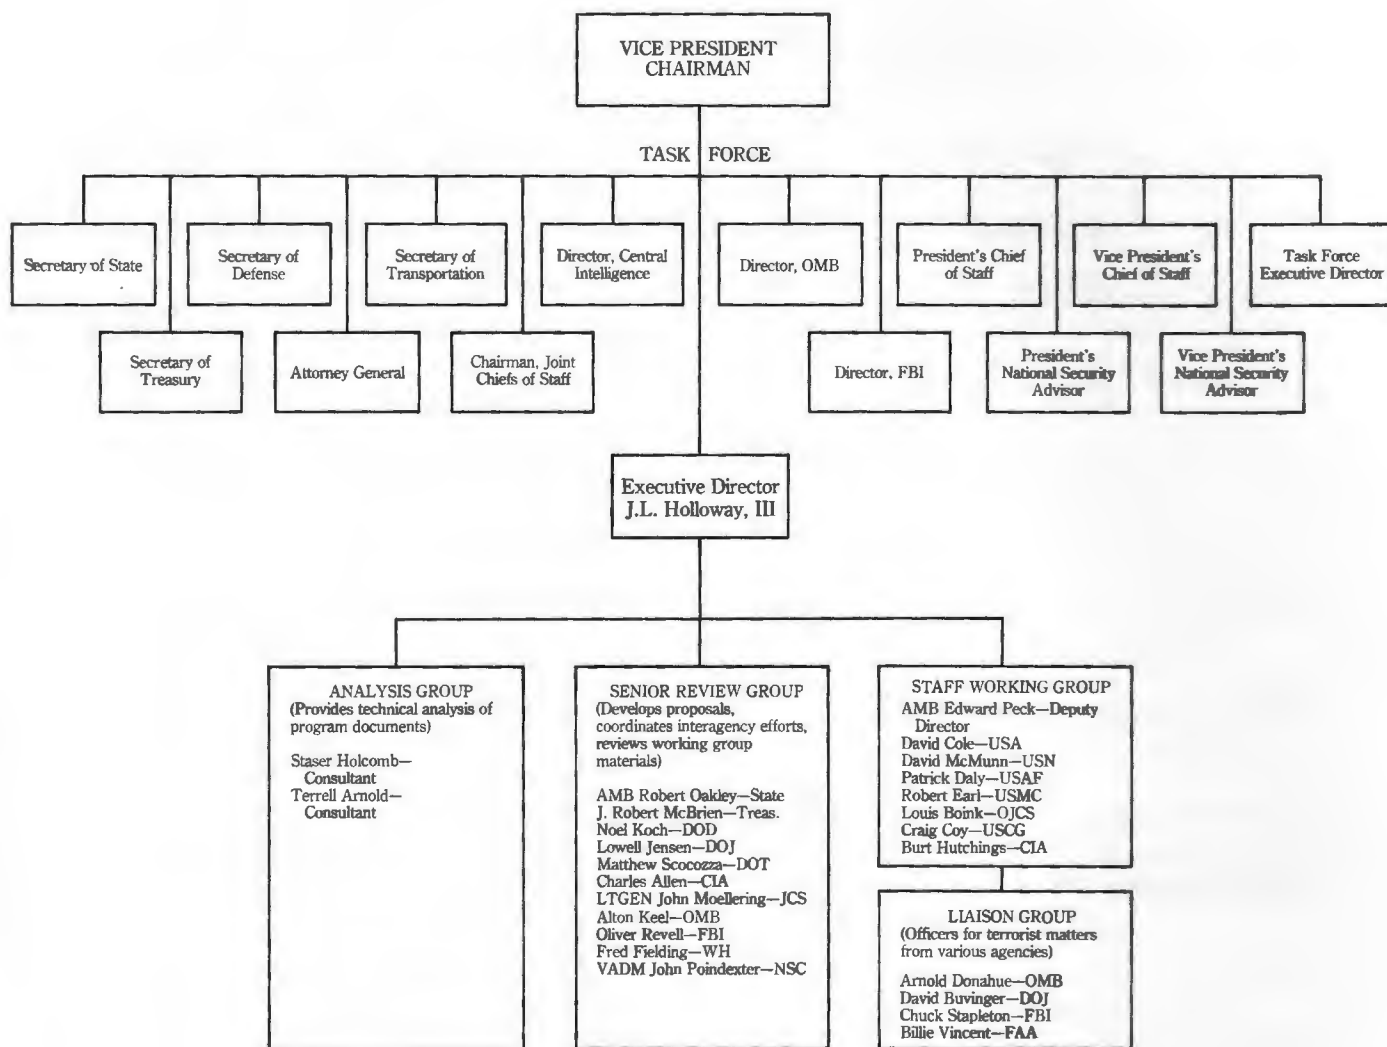 VICE PRESIDENT
CHAIRMAN
TASK FORCE
Secretary of State
Secretary of
Defense
Secretary of
Transportation
Director, Central
Intelligence
Director, OMB
President's Chief
of Staff
Vice President's
Chief of Staff
Task Force
Executive Director
Secretary of
Treasury
Attorney General
Chairman, Joint
Chiefs of Staff
Director, FBI
President's
National Security
Advisor
Vice President's
National Security
Advisor
Executive Director
J.L. Holloway, III
ANALYSIS GROUP
(Provides technical analysis of
program documents)
Staser Holcomb—
Consultant
Terrell Arnold—
Consultant
SENIOR REVIEW GROUP
(Develops proposals,
coordinates interagency efforts,
reviews working group
materials)
AMB Robert Oakley—State
J. Robert McBrien—Treas.
Noel Koch—DOD
Lowell Jensen—DOJ
Matthew Scocozza—DOT
Charles Allen—CIA
LTGEN John Moellering—JCS
Alton Keel—OMB
Oliver Revell—FBI
Fred Fielding—WH
VADM John Poindexter—NSC
STAFF WORKING GROUP
AMB Edward Peck—Deputy
Director
David Cole—USA
David McMunn—USN
Patrick Daly—USAF
Robert Earl—USMC
Louis Boink—OJCS
Craig Coy—USCG
Burt Hutchings—CIA
LIAISON GROUP
(Officers for terrorist matters
from various agencies)
Arnold Donahue—OMB
David Buvinger—DOJ
Chuck Stapleton—FBI
Billie Vincent—FAA